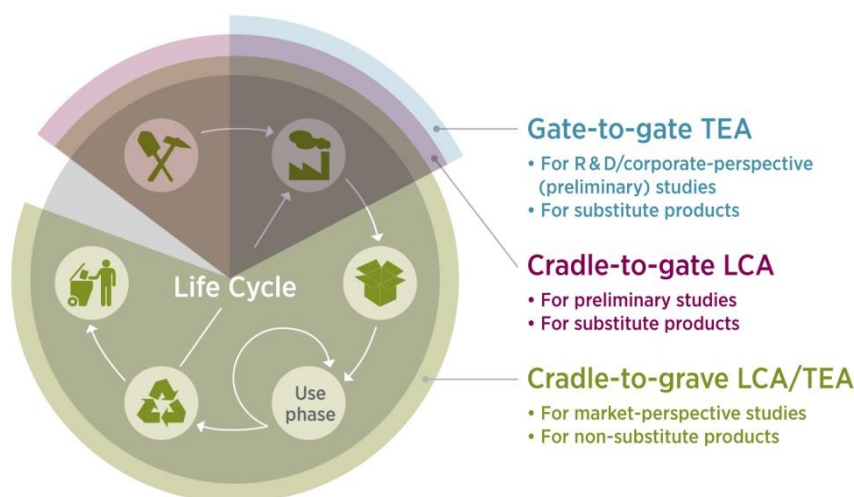 Gate-to-gate TEA
• For R & D/corporate-perspective
(preliminary) studies
• For substitute products
Life Cycle
Cradle-to-gate LCA
• For preliminary studies
• For substitute products
Use
phase
Cradle-to-grave LCA/TEA
• For market-perspective studies
• For non-substitute products